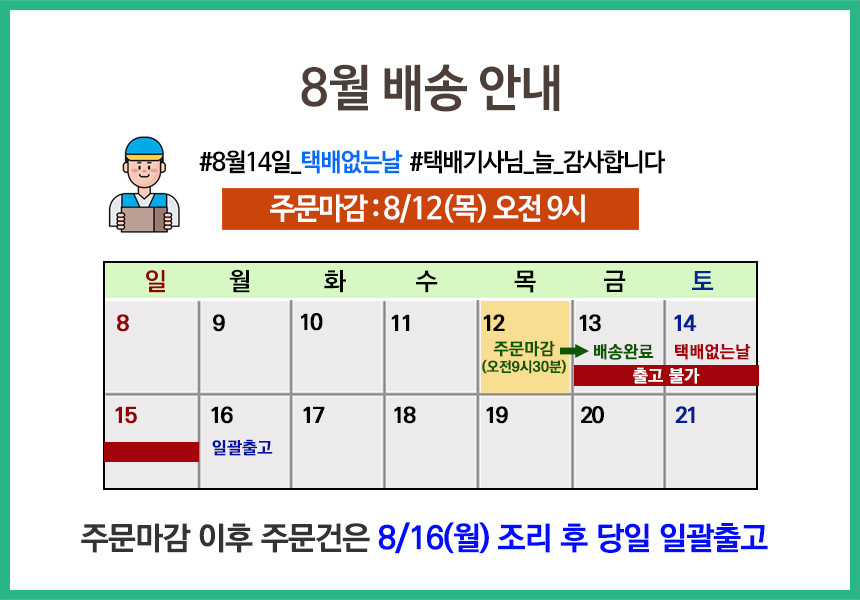 8월 배송 안내
#8월14일_택배없는날 #택배기사님_늘_감사합니다
주문마감 : 8/12(목) 오전 9시
일 월 화 수 목 금 토
8 9 10 11 12 13 14
주문마감 배송완료 택배없는날
(오전9시30분)
출고 불가
15 16 17 18 19 20 21
일괄출고
주문마감 이후 주문건은 8/16(월) 조리 후 당일 일괄출고